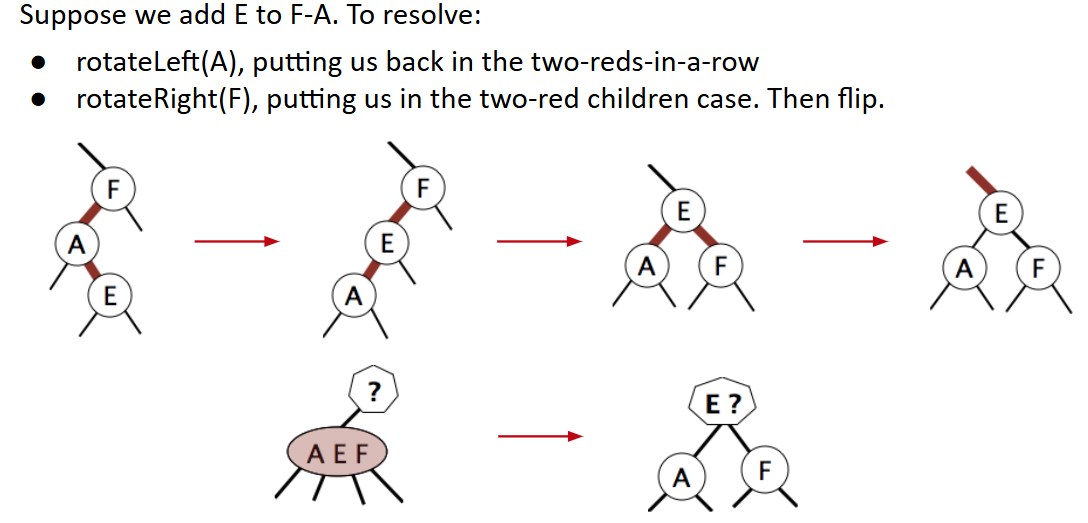 Suppose we add E to F-A. To resolve:
● rotateLeft(A), putting us back in the two-reds-in-a-row
● rotateRight(F), putting us in the two-red children case. Then flip.
F
A
E
F
E
A
E
A F
E
A F
?
A E F
E ?
A F